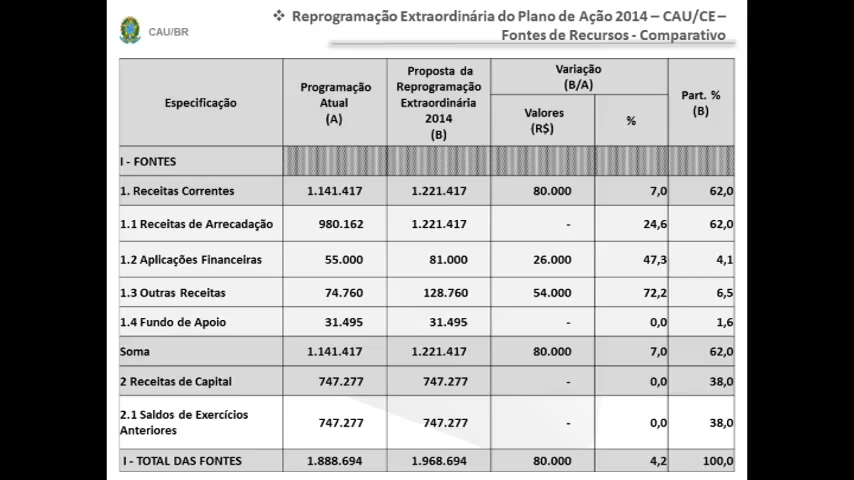 ❖ Reprogramação Extraordinária do Plano de Ação 2014 – CAU/CE –
Fontes de Recursos - Comparativo
CAU/BR
Especificação | Programação Atual (A) | Proposta da Reprogramação Extraordinária 2014 (B) | Variação (B/A) | Part. % (B)
Valores (R$) | %
I - FONTES
1. Receitas Correntes 1.141.417 1.221.417 80.000 7,0 62,0
1.1 Receitas de Arrecadação 980.162 1.221.417 - 24,6 62,0
1.2 Aplicações Financeiras 55.000 81.000 26.000 47,3 4,1
1.3 Outras Receitas 74.760 128.760 54.000 72,2 6,5
1.4 Fundo de Apoio 31.495 31.495 - 0,0 1,6
Soma 1.141.417 1.221.417 80.000 7,0 62,0
2 Receitas de Capital 747.277 747.277 - 0,0 38,0
2.1 Saldos de Exercícios Anteriores 747.277 747.277 - 0,0 38,0
I - TOTAL DAS FONTES 1.888.694 1.968.694 80.000 4,2 100,0